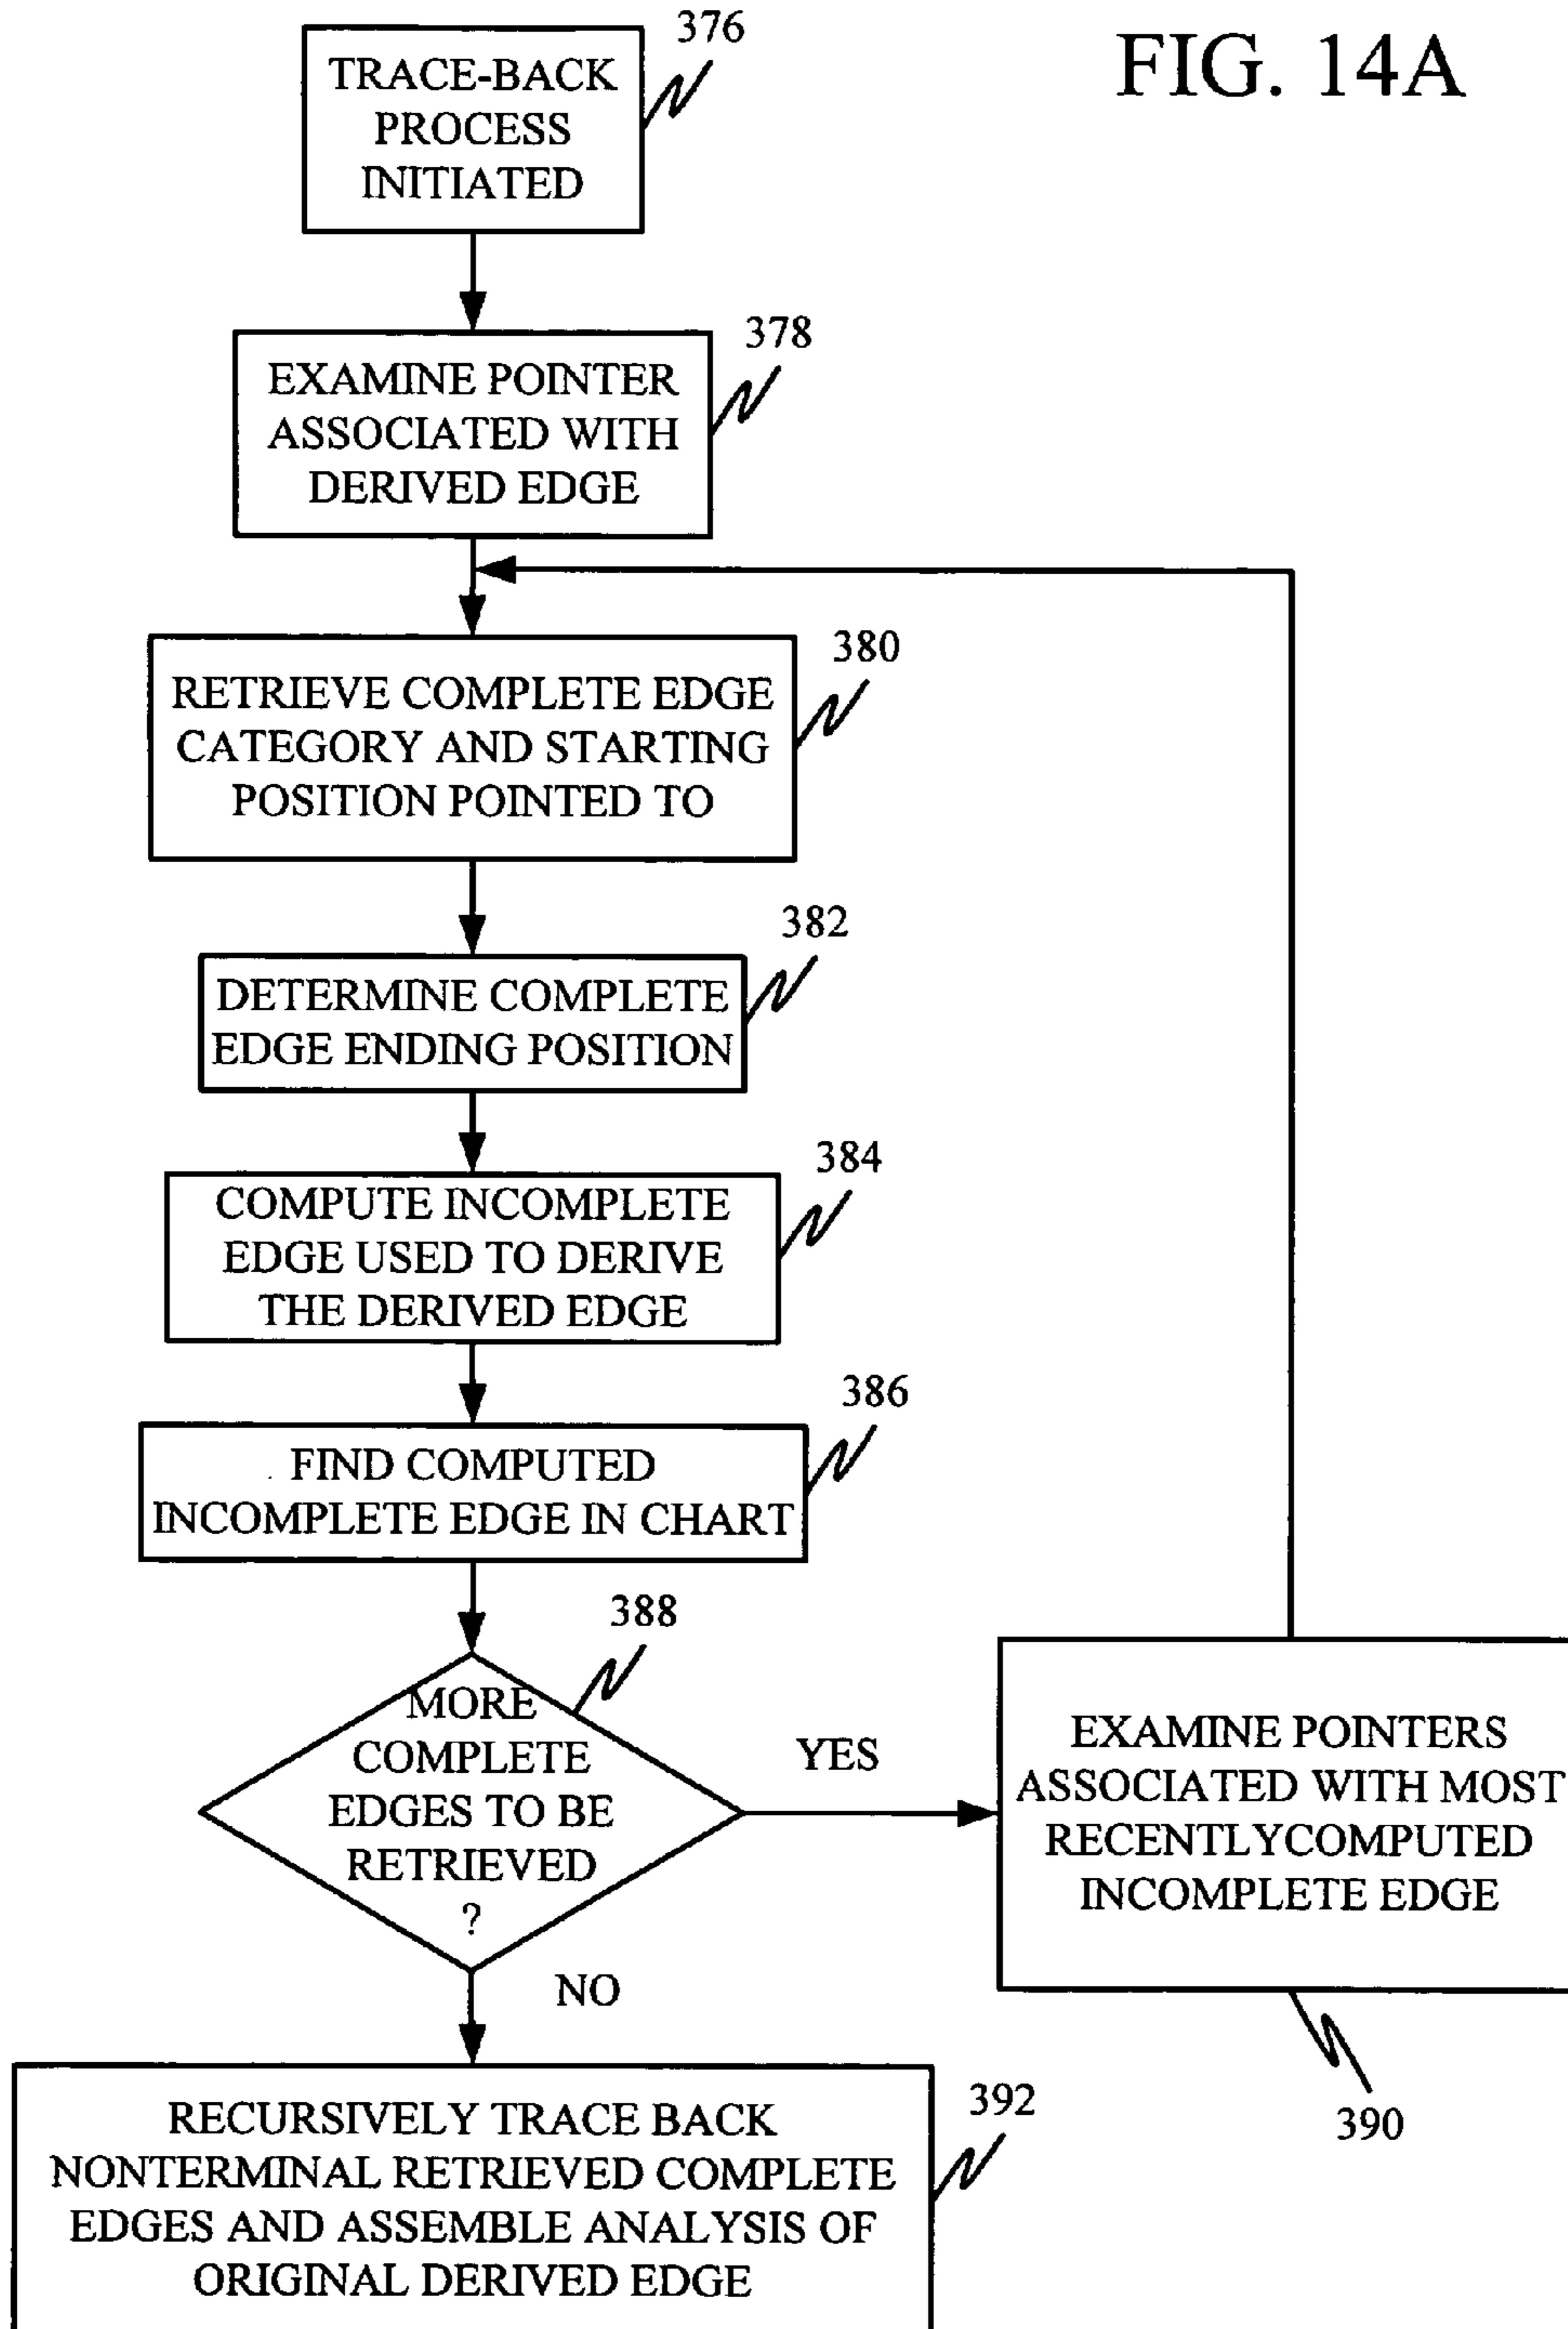 FIG. 14A
376
TRACE-BACK
PROCESS
INITIATED
378
EXAMINE POINTER
ASSOCIATED WITH
DERIVED EDGE
380
RETRIEVE COMPLETE EDGE
CATEGORY AND STARTING
POSITION POINTED TO
382
DETERMINE COMPLETE
EDGE ENDING POSITION
384
COMPUTE INCOMPLETE
EDGE USED TO DERIVE
THE DERIVED EDGE
386
FIND COMPUTED
INCOMPLETE EDGE IN CHART
388
MORE
COMPLETE
EDGES TO BE
RETRIEVED
?
YES
EXAMINE POINTERS
ASSOCIATED WITH MOST
RECENTLYCOMPUTED
INCOMPLETE EDGE
390
NO
392
RECURSIVELY TRACE BACK
NONTERMINAL RETRIEVED COMPLETE
EDGES AND ASSEMBLE ANALYSIS OF
ORIGINAL DERIVED EDGE